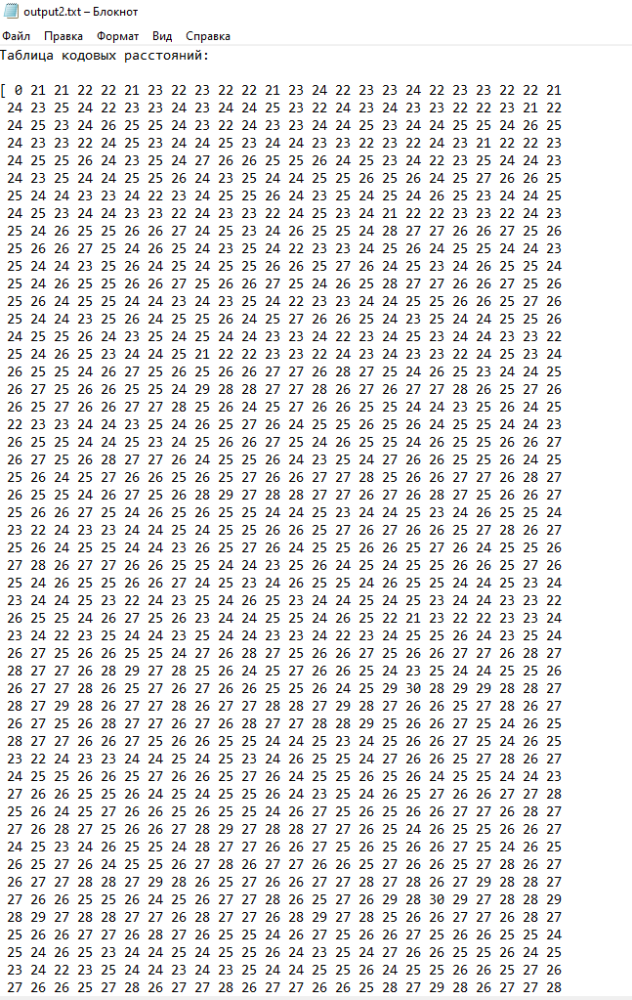 output2.txt – Блокнот
Файл Правка Формат Вид Справка
Таблица кодовых расстояний:
[ 0 21 21 22 22 21 23 22 23 22 22 21 23 24 22 23 23 24 22 23 23 22 22 21
24 23 25 24 22 23 23 24 23 24 24 25 23 22 24 23 24 23 23 22 22 23 21 22
24 25 23 24 26 25 25 24 23 22 24 23 23 24 24 25 23 24 24 25 25 24 26 25
24 23 23 22 24 25 23 24 24 25 23 24 24 23 23 22 23 22 24 23 21 22 22 23
24 25 25 26 24 23 25 24 27 26 26 25 25 26 24 25 23 24 22 23 25 24 24 23
24 23 25 24 24 25 25 26 24 23 25 24 24 25 25 26 25 26 24 25 27 26 26 25
25 24 24 23 23 24 22 23 24 25 25 24 26 24 23 25 24 25 24 26 25 23 24 24 25
24 25 23 24 24 23 23 22 24 23 23 22 24 25 23 24 21 22 22 23 23 22 24 23
25 24 26 25 25 26 26 27 24 25 23 24 26 25 25 24 28 27 27 26 26 27 25 26
25 26 26 27 25 24 26 25 24 23 25 24 22 23 23 24 25 26 24 25 25 24 24 23
25 24 24 23 25 26 24 25 24 25 25 26 26 25 27 26 24 25 23 24 26 25 25 24
25 24 26 25 25 26 26 27 25 26 26 27 25 24 26 25 28 27 27 26 26 27 25 26
25 26 24 25 25 24 24 23 24 23 25 24 22 23 23 24 24 25 25 26 26 25 27 26
25 24 24 23 25 26 24 25 25 26 24 25 27 26 26 25 24 23 25 24 24 25 25 26
24 25 25 26 24 23 25 24 25 24 24 23 23 24 22 23 24 25 23 24 24 23 23 22
25 24 26 25 23 24 24 25 21 22 22 23 23 22 24 23 24 23 23 22 24 25 23 24
26 25 25 24 26 27 25 26 25 26 26 27 27 26 28 27 25 24 26 25 23 24 24 25
26 27 25 26 26 25 25 24 29 28 28 27 27 28 26 27 26 27 27 28 26 25 27 26
26 25 27 26 26 27 27 28 25 26 24 25 27 26 26 25 25 24 24 23 25 26 24 25
22 23 23 24 24 23 25 24 26 25 27 26 24 25 25 26 25 26 24 25 25 24 24 23
26 25 25 24 24 25 23 24 25 26 26 27 25 24 26 25 25 24 26 25 25 26 26 27
26 27 25 26 28 27 27 26 24 25 25 26 24 23 25 24 27 26 26 25 25 26 24 25
25 26 24 25 27 26 26 25 26 25 27 26 26 27 27 28 25 26 26 27 27 26 28 27
26 25 25 24 26 27 25 26 28 29 27 28 28 27 27 26 27 26 28 27 25 26 26 27
25 26 26 27 25 24 26 25 26 25 25 24 24 25 23 24 24 25 23 24 26 25 25 24
23 22 24 23 23 24 24 25 24 25 25 26 26 25 27 26 27 26 26 25 27 28 26 27
25 26 24 25 25 24 24 23 26 25 27 26 24 25 25 26 26 25 27 26 24 25 25 26
27 28 26 27 27 26 26 25 25 24 24 23 25 26 24 25 24 25 25 26 26 25 27 26
25 24 26 25 25 26 26 27 24 25 23 24 26 25 25 24 26 25 25 24 24 25 23 24
23 24 24 25 23 22 24 23 25 24 26 25 23 24 24 25 24 25 23 24 24 23 23 22
26 25 25 24 26 27 25 26 23 24 24 25 25 24 26 25 22 21 23 22 22 23 23 24
23 24 22 23 25 24 24 23 25 24 24 23 23 24 22 23 24 25 25 26 24 23 25 24
26 27 25 26 26 25 25 24 27 26 28 27 25 26 26 27 25 26 26 27 27 26 28 27
28 27 27 26 28 29 27 28 25 26 24 25 27 26 26 25 24 23 25 24 24 25 25 26
26 27 27 28 26 25 27 26 27 26 26 25 25 26 24 25 29 30 28 29 29 28 28 27
28 27 29 28 26 27 27 28 26 27 27 28 28 27 29 28 27 26 26 25 27 28 26 27
26 27 25 26 28 27 27 26 27 26 28 27 27 28 28 29 25 26 26 27 25 24 26 25
28 27 27 26 26 27 25 26 26 25 25 24 24 25 23 24 25 26 26 27 25 24 26 25
23 22 24 23 23 24 24 25 24 25 23 24 26 25 25 24 27 26 26 25 27 28 26 27
24 25 25 26 26 25 27 26 26 25 27 26 24 25 25 26 25 26 24 25 25 24 24 23
27 26 26 25 25 26 24 25 24 25 25 26 24 23 25 24 26 25 27 26 26 27 27 28
25 26 24 25 27 26 26 25 26 25 25 24 26 27 25 26 25 26 26 27 27 26 28 27
27 26 28 27 25 26 26 27 28 29 27 28 28 27 27 26 25 24 26 25 25 26 26 27
24 25 23 24 26 25 25 24 28 27 27 26 26 27 25 26 25 26 26 27 25 24 26 25
26 25 27 26 24 25 25 26 27 28 26 27 27 26 26 25 27 26 26 25 27 28 26 27
26 27 27 28 28 27 29 28 26 25 27 26 26 27 27 28 27 28 26 27 29 28 28 27
27 26 26 25 25 26 24 25 26 27 27 28 26 25 27 26 29 28 30 29 27 28 28 29
28 29 27 28 28 27 27 26 28 27 27 26 28 29 27 28 25 26 26 27 27 26 28 27
25 26 26 27 27 26 28 27 26 25 25 24 26 27 25 26 26 27 25 26 26 25 25 24
25 24 26 25 23 24 24 25 24 25 25 26 24 23 25 24 27 26 26 25 25 26 24 25
23 24 22 23 25 24 24 23 24 23 25 24 24 25 25 26 24 25 25 26 26 25 27 26
27 26 26 25 27 28 26 27 27 28 26 27 27 26 26 25 28 27 29 28 26 27 27 28